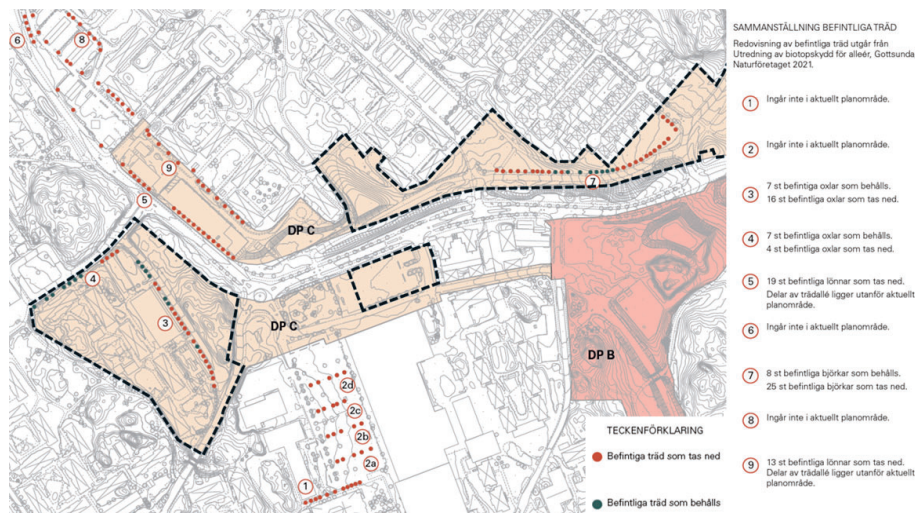 SAMMANSTÄLLNING BEFINTLIGA TRÄD
Redovisning av befintliga träd utgår från
Utredning av biotopskydd för alleér, Gottsunda
Naturföretaget 2021.
1 Ingår inte i aktuellt planområde.
2 Ingår inte i aktuellt planområde.
3 7 st befintliga oxlar som behålls.
16 st befintliga oxlar som tas ned.
4 7 st befintliga oxlar som behålls.
4 st befintliga oxlar som tas ned.
5 19 st befintliga lönnar som tas ned.
Delar av trädallé ligger utanför aktuellt
planområde.
6 Ingår inte i aktuellt planområde.
7 8 st befintliga björkar som behålls.
25 st befintliga björkar som tas ned.
8 Ingår inte i aktuellt planområde.
9 13 st befintliga lönnar som tas ned.
Delar av trädallé ligger utanför aktuellt
planområde.
6
8
9
7
5
DP C
4
3
DP C
DP B
2d
2c
2b
2a
1
TECKENFÖRKLARING
Befintiga träd som tas ned
Befintliga träd som behålls